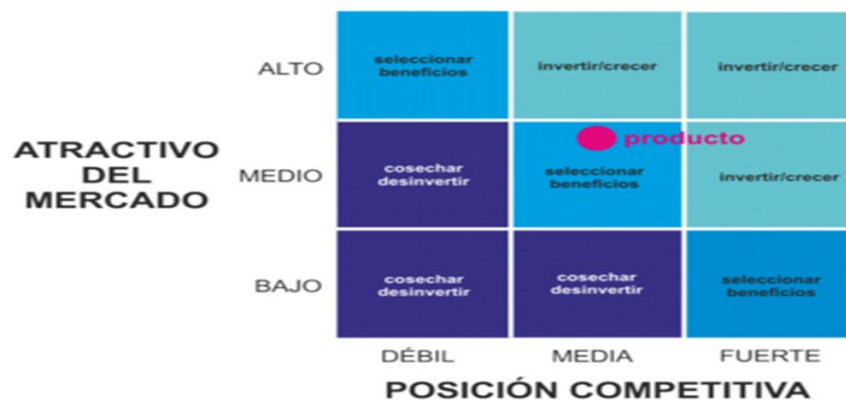 ALTO
seleccionar
beneficios
invertir/crecer
invertir/crecer
ATRACTIVO
DEL
MERCADO
MEDIO
cosechar
desinvertir
producto
seleccionar
beneficios
invertir/crecer
BAJO
cosechar
desinvertir
cosechar
desinvertir
seleccionar
beneficios
DÉBIL
MEDIA
FUERTE
POSICIÓN COMPETITIVA